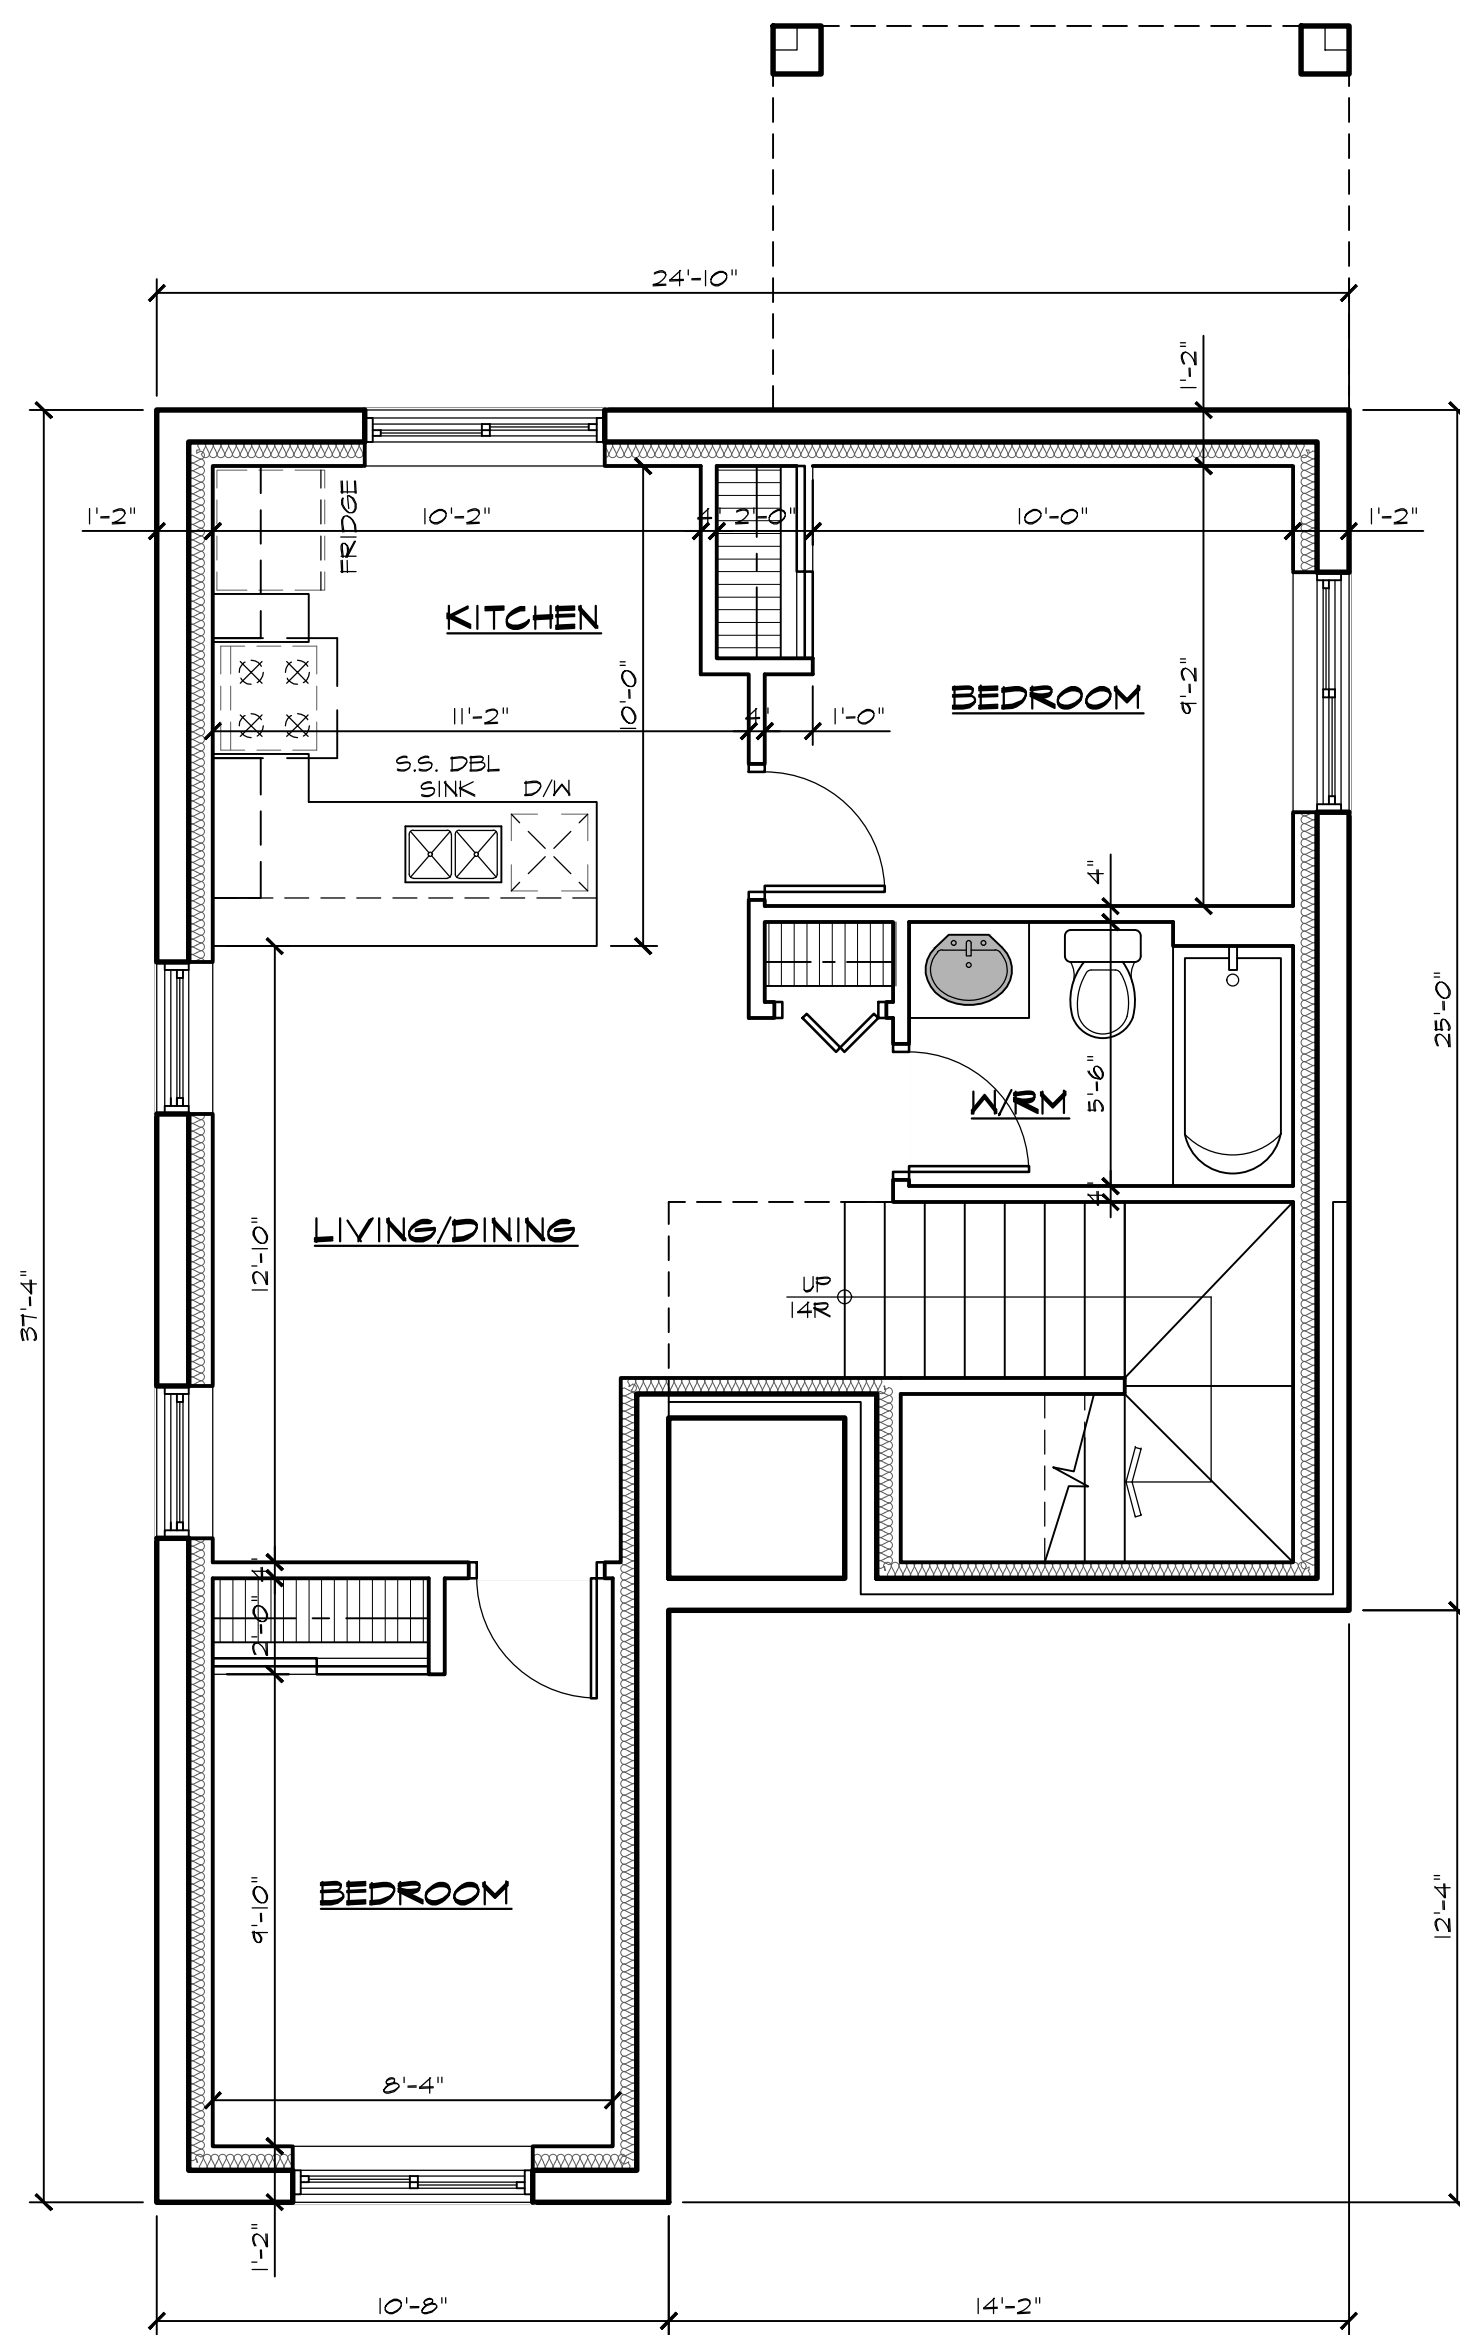 24'-10"
1'-2"
1'-2"
10'-2"
4"
2'-0"
10'-0"
1'-2"
FRIDGE
KITCHEN
10'-0"
BEDROOM
9'-2"
11'-2"
4"
1'-0"
S.S. DBL
SINK
D/W
4"
25'-0"
W/RM
5'-6"
4"
LIVING/DINING
12'-10"
37'-4"
UP
14R
4"
2'-0"
BEDROOM
9'-10"
12'-4"
8'-4"
1'-2"
10'-8"
14'-2"